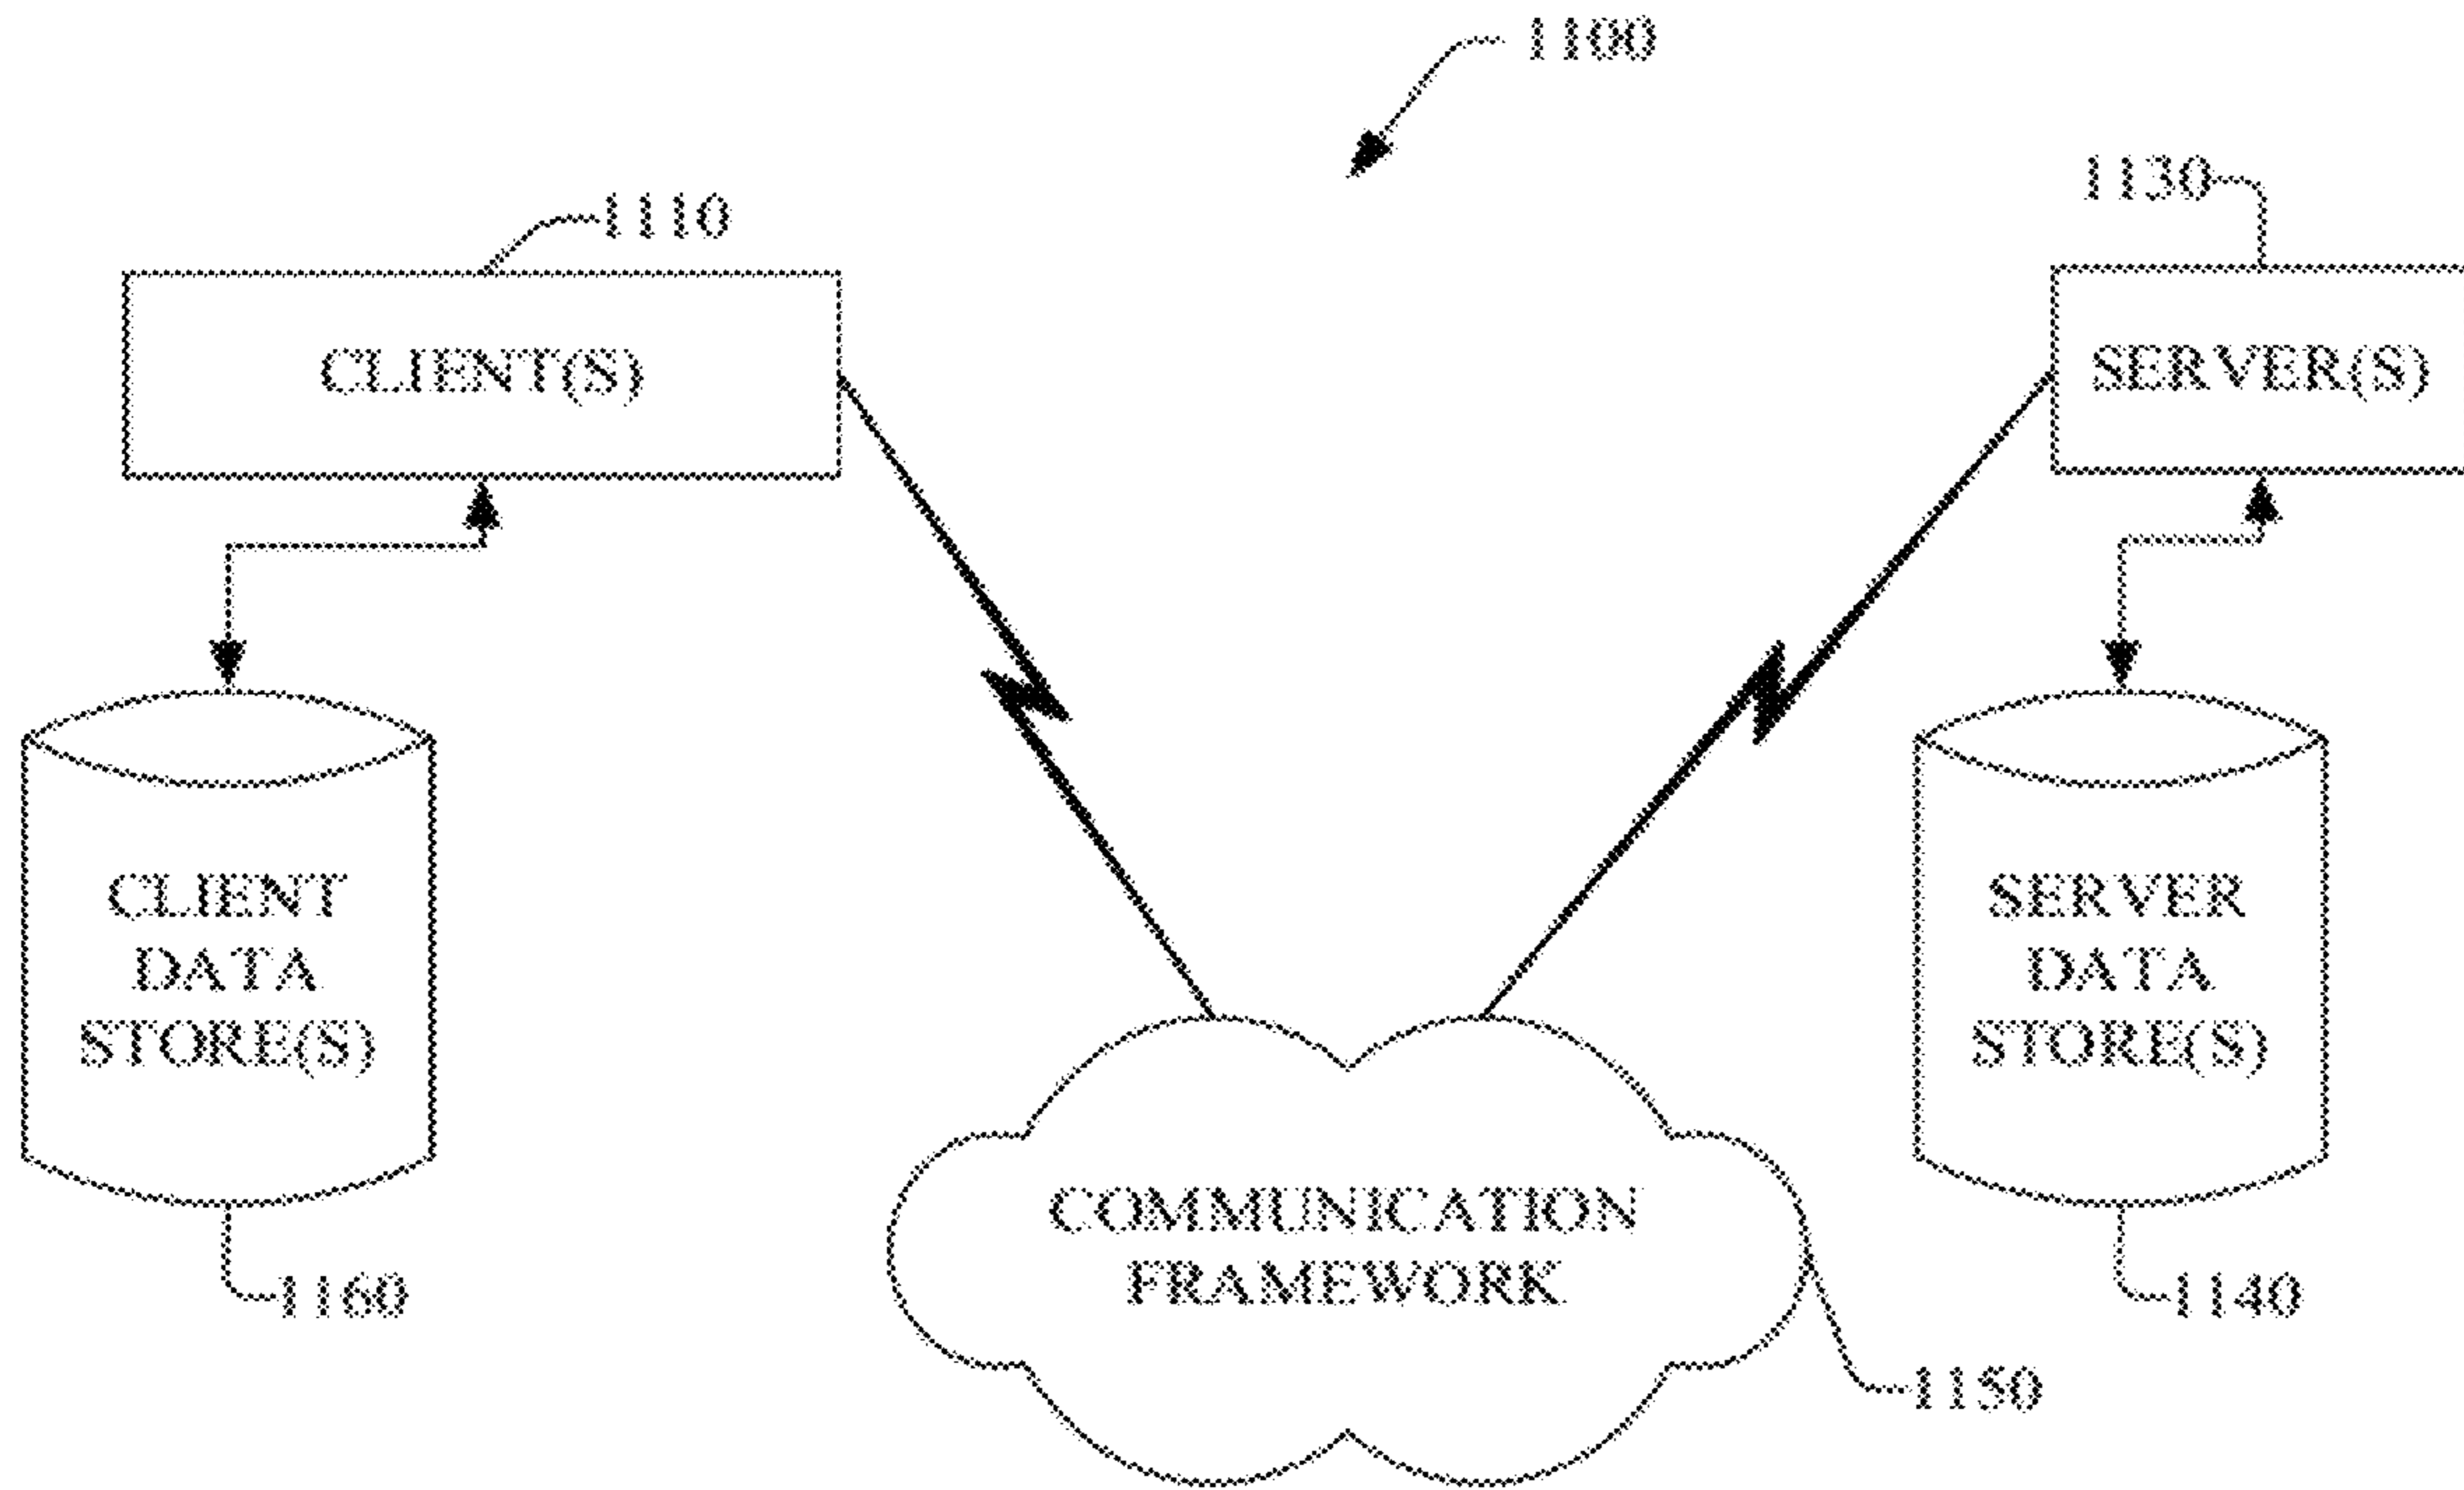 1100
1110
1130
CLIENT(S)
SERVER(S)
CLIENT
DATA
STORE(S)
SERVER
DATA
STORE(S)
COMMUNICATION
FRAMEWORK
1160
1140
1150